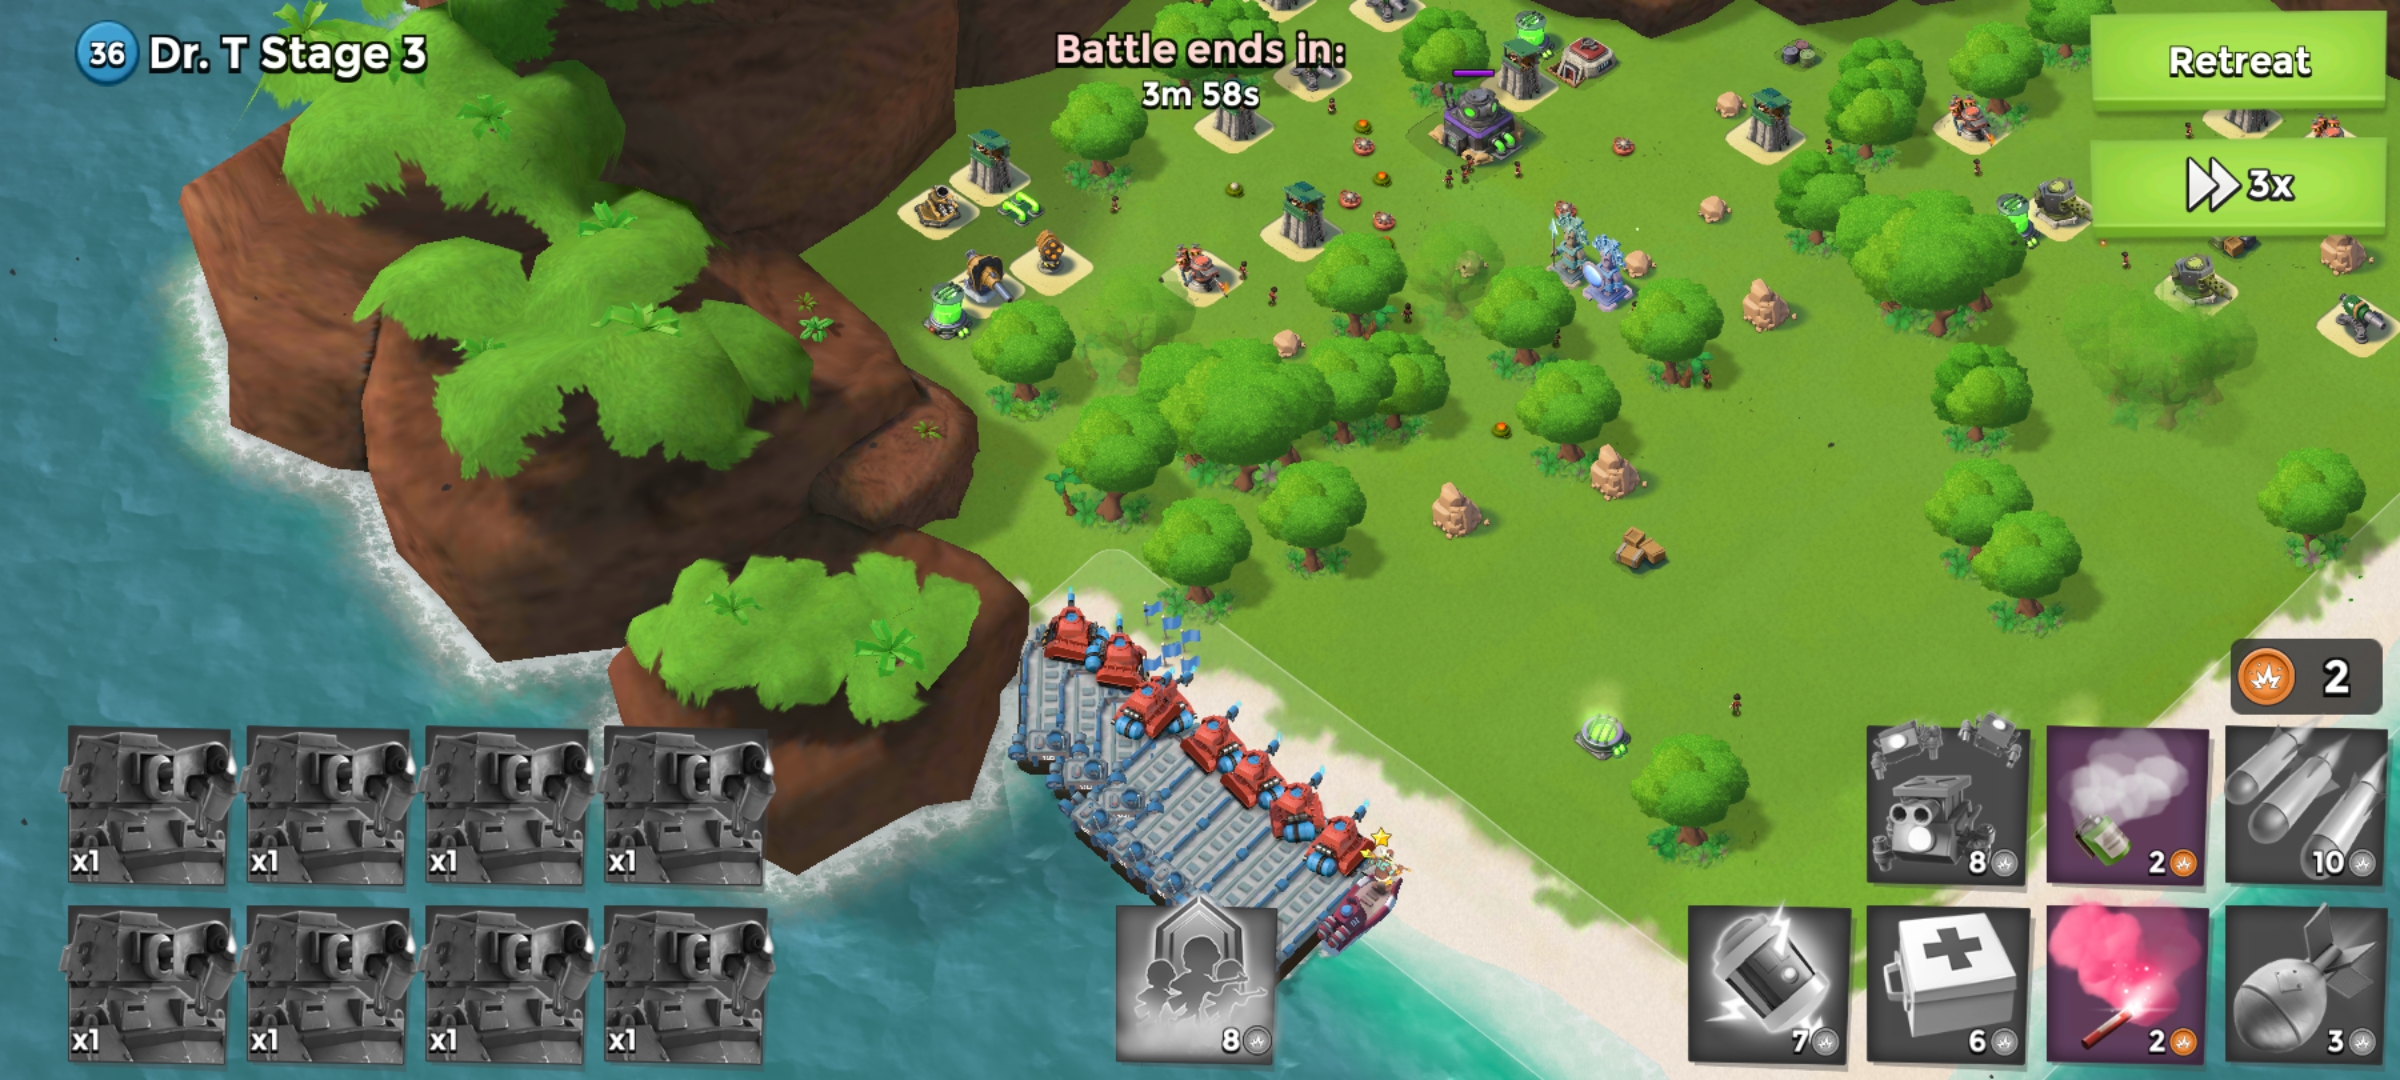 36 Dr. T Stage 3
Battle ends in:
3m 58s
Retreat
3x
2
x1 x1 x1 x1
8 2 10
x1 x1 x1 x1
8
7 6 2 3